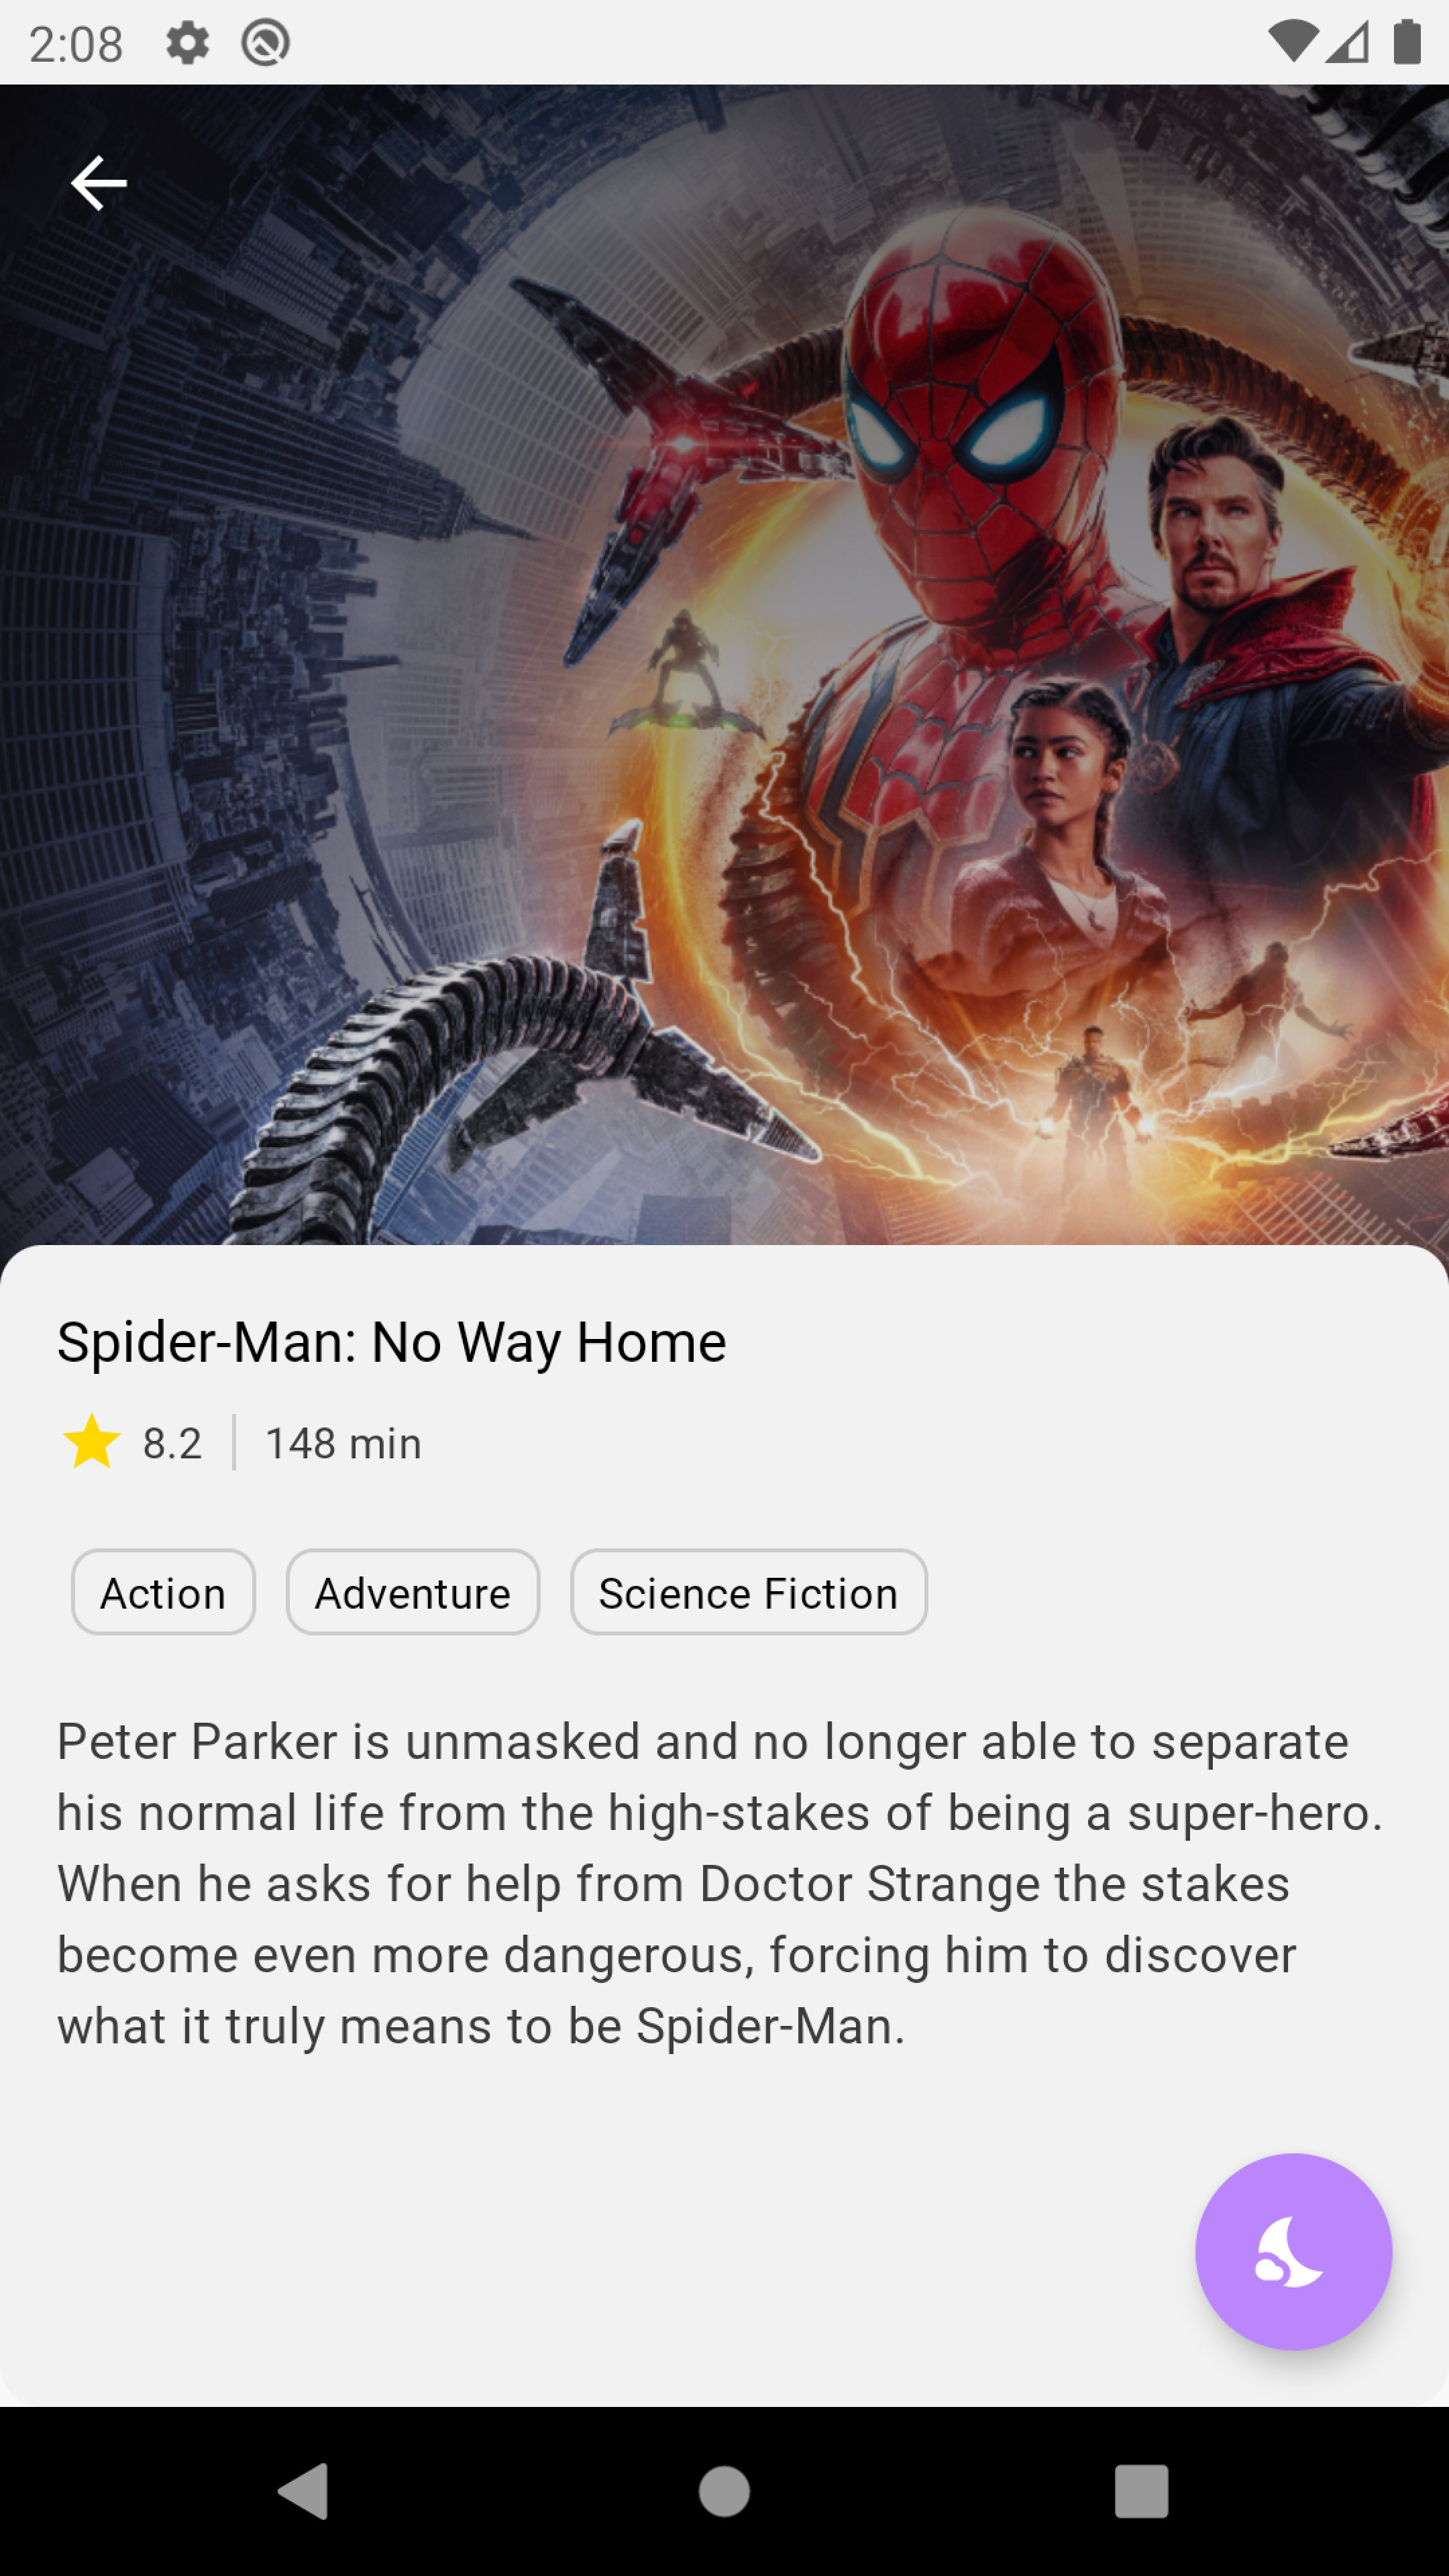 2:08
Spider-Man: No Way Home
8.2
148 min
Action
Adventure
Science Fiction
Peter Parker is unmasked and no longer able to separate
his normal life from the high-stakes of being a super-hero.
When he asks for help from Doctor Strange the stakes
become even more dangerous, forcing him to discover
what it truly means to be Spider-Man.